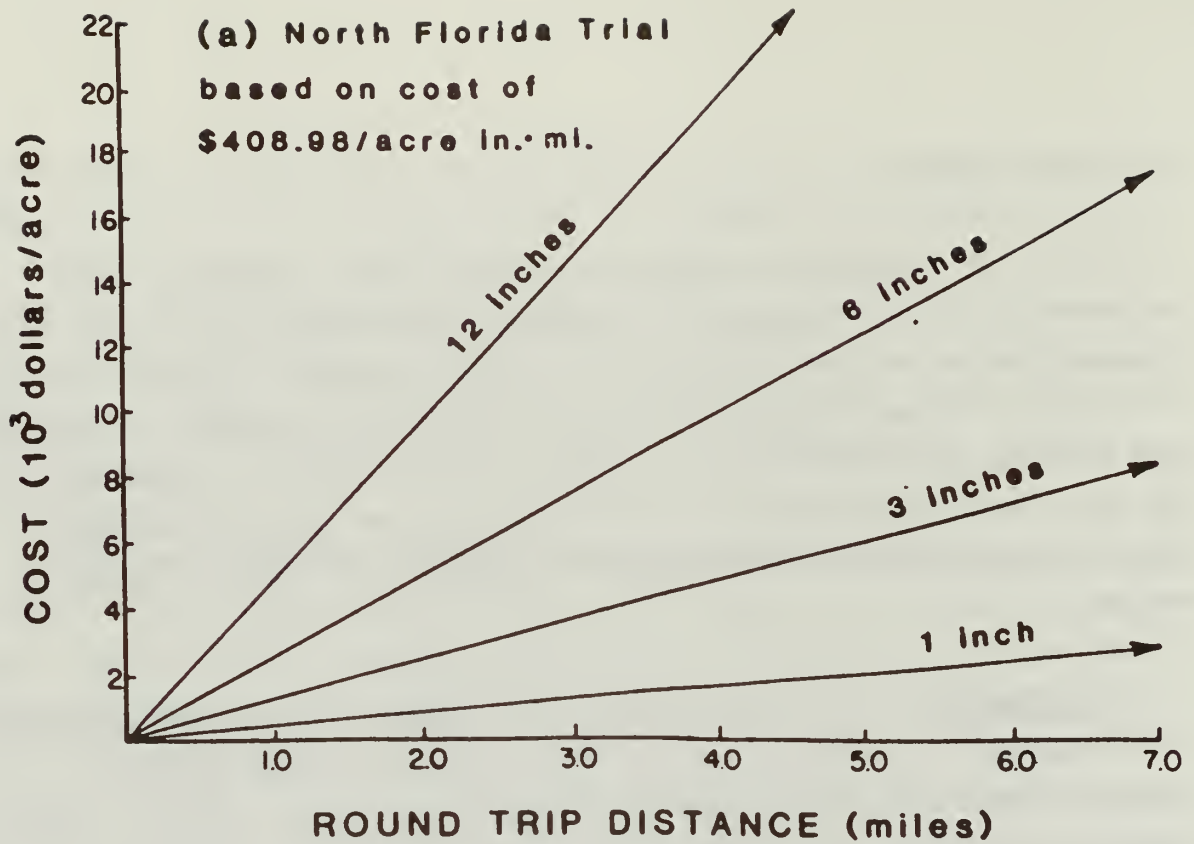 (a) North Florida Trial
based on cost of
$408.98/acre in.·mi.
COST (10³ dollars/acre)
22
20
18
16
14
12
10
8
6
4
2
12 inches
6 inches
3 inches
1 inch
1.0 2.0 3.0 4.0 5.0 6.0 7.0
ROUND TRIP DISTANCE (miles)